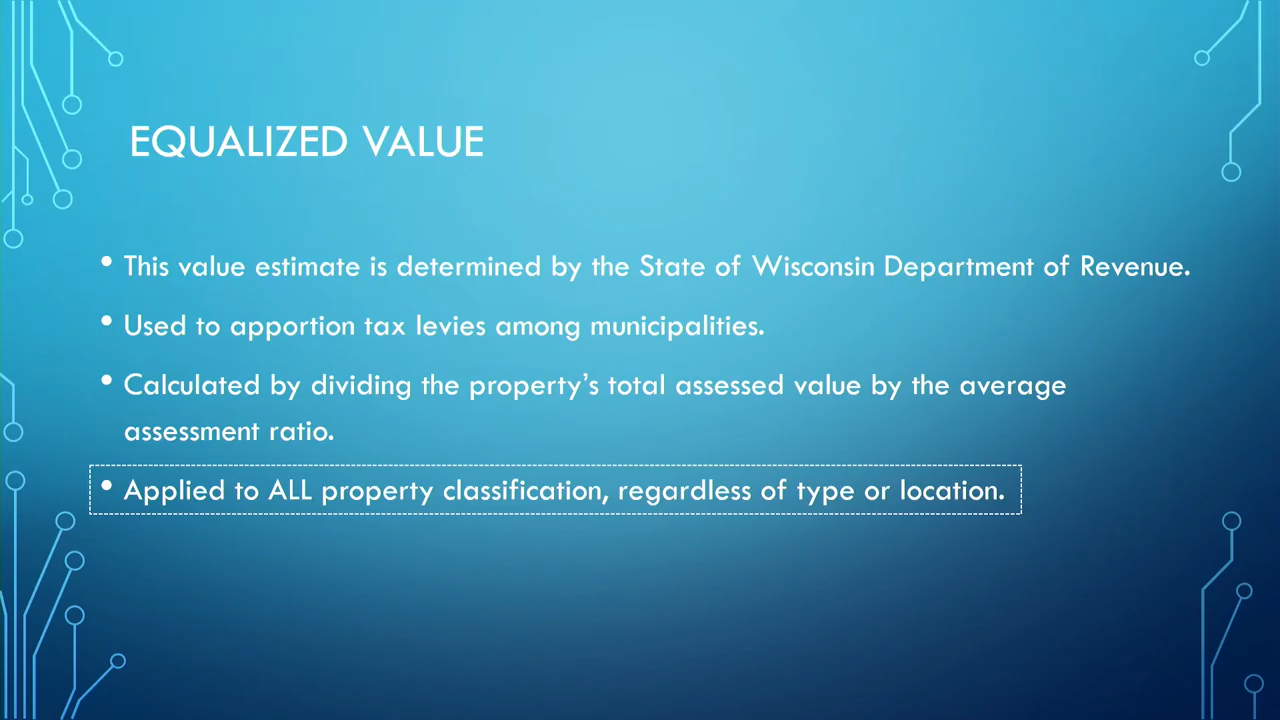 EQUALIZED VALUE
• This value estimate is determined by the State of Wisconsin Department of Revenue.
• Used to apportion tax levies among municipalities.
• Calculated by dividing the property’s total assessed value by the average
assessment ratio.
• Applied to ALL property classification, regardless of type or location.